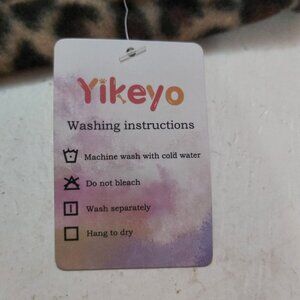 Yikeyo
Washing instructions
Machine wash with cold water
Do not bleach
Wash separately
Hang to dry